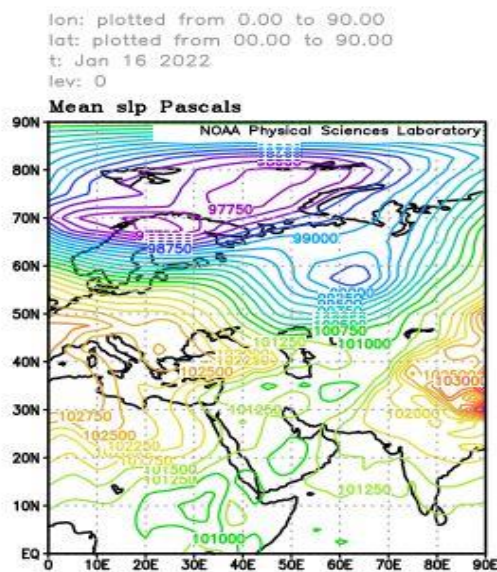 lon: plotted from 0.00 to 90.00
lat: plotted from 00.00 to 90.00
t: Jan 16 2022
lev: 0
Mean slp Pascals
NOAA Physical Sciences Laboratory
90N
80N
70N
60N
50N
40N
30N
20N
10N
EQ
97750
99000
98750
100750
101000
101250
102500
103000
102750
102500
102250
102000
101250
101500
101250
101000
0
10E
20E
30E
40E
50E
60E
70E
80E
90E